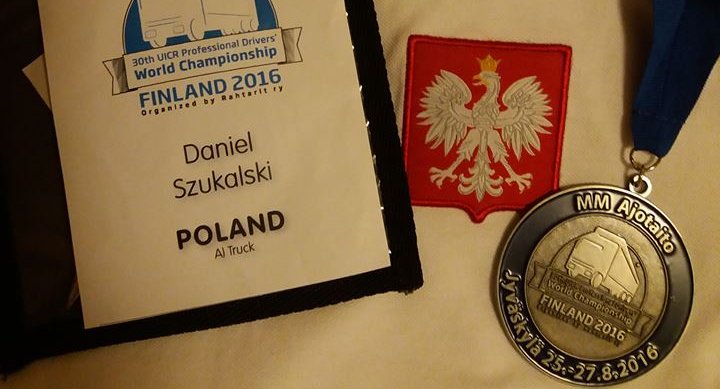 30th UICR Professional Drivers'
World Championship
FINLAND 2016
Organized by Rahtarit ry
Daniel
Szukalski
POLAND
AJ Truck
MM Ajotaito
World Championship
FINLAND 2016
Jyväskylä 25.-27.8.2016